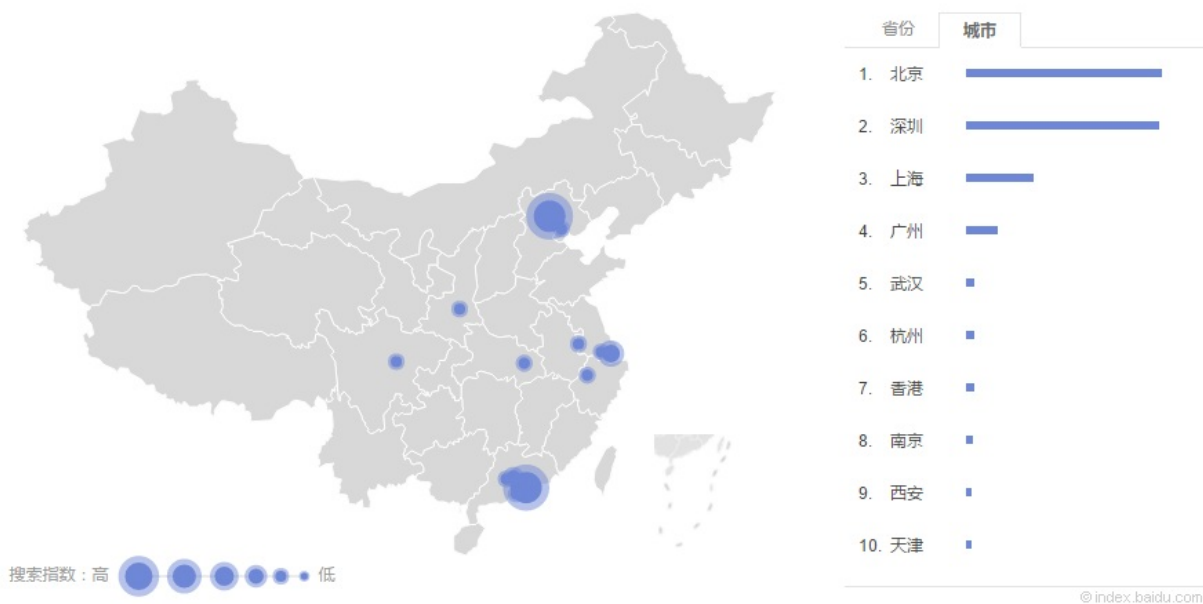 省份 城市
1. 北京
2. 深圳
3. 上海
4. 广州
5. 武汉
6. 杭州
7. 香港
8. 南京
9. 西安
10. 天津
搜索指数：高 低
©index.baidu.com